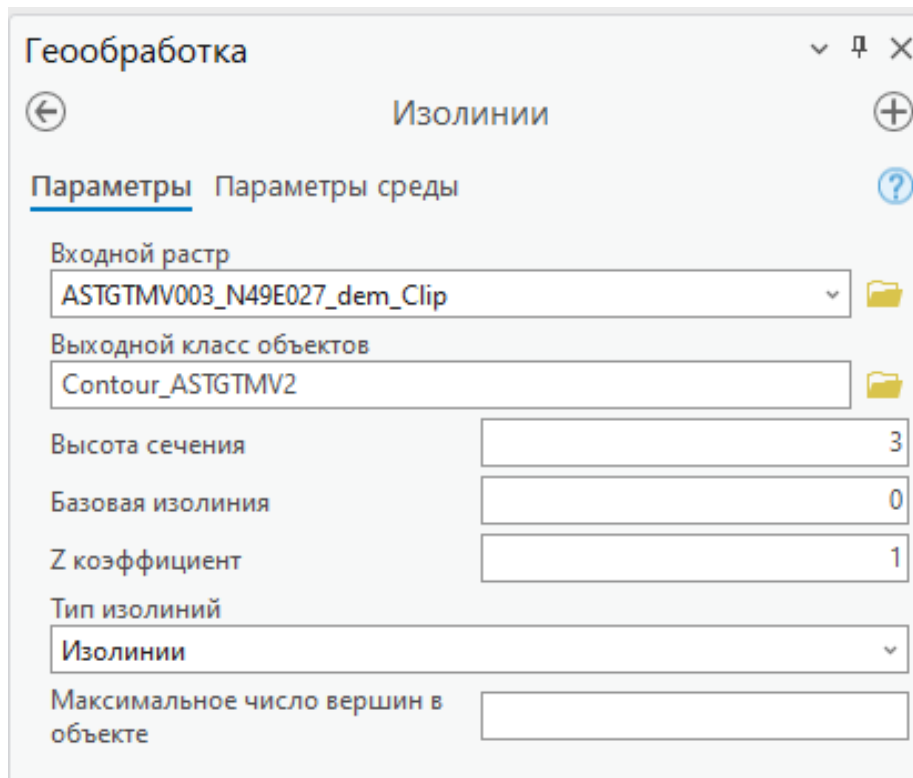 Геообработка
Изолинии
Параметры Параметры среды
Входной растр
ASTGTMV003_N49E027_dem_Clip
Выходной класс объектов
Contour_ASTGTMV2
Высота сечения 3
Базовая изолиния 0
Z коэффициент 1
Тип изолиний
Изолинии
Максимальное число вершин в
объекте